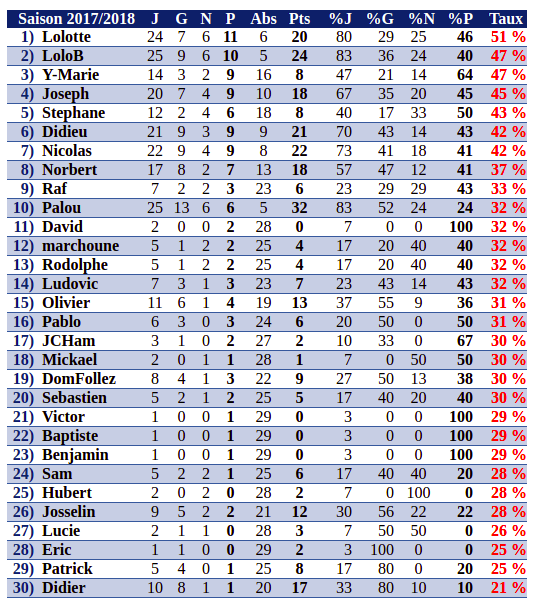 Saison 2017/2018 J G N P Abs Pts %J %G %N %P Taux
1) Lolotte 24 7 6 11 6 20 80 29 25 46 51 %
2) LoloB 25 9 6 10 5 24 83 36 24 40 47 %
3) Y-Marie 14 3 2 9 16 8 47 21 14 64 47 %
4) Joseph 20 7 4 9 10 18 67 35 20 45 45 %
5) Stephane 12 2 4 6 18 8 40 17 33 50 43 %
6) Didieu 21 9 3 9 9 21 70 43 14 43 42 %
7) Nicolas 22 9 4 9 8 22 73 41 18 41 42 %
8) Norbert 17 8 2 7 13 18 57 47 12 41 37 %
9) Raf 7 2 2 3 23 6 23 29 29 43 33 %
10) Palou 25 13 6 6 5 32 83 52 24 24 32 %
11) David 2 0 0 2 28 0 7 0 0 100 32 %
12) marchoune 5 1 2 2 25 4 17 20 40 40 32 %
13) Rodolphe 5 1 2 2 25 4 17 20 40 40 32 %
14) Ludovic 7 3 1 3 23 7 23 43 14 43 32 %
15) Olivier 11 6 1 4 19 13 37 55 9 36 31 %
16) Pablo 6 3 0 3 24 6 20 50 0 50 31 %
17) JCHam 3 1 0 2 27 2 10 33 0 67 30 %
18) Mickael 2 0 1 1 28 1 7 0 50 50 30 %
19) DomFollez 8 4 1 3 22 9 27 50 13 38 30 %
20) Sebastien 5 2 1 2 25 5 17 40 20 40 30 %
21) Victor 1 0 0 1 29 0 3 0 0 100 29 %
22) Baptiste 1 0 0 1 29 0 3 0 0 100 29 %
23) Benjamin 1 0 0 1 29 0 3 0 0 100 29 %
24) Sam 5 2 2 1 25 6 17 40 40 20 28 %
25) Hubert 2 0 2 0 28 2 7 0 100 0 28 %
26) Josselin 9 5 2 2 21 12 30 56 22 22 28 %
27) Lucie 2 1 1 0 28 3 7 50 50 0 26 %
28) Eric 1 1 0 0 29 2 3 100 0 0 25 %
29) Patrick 5 4 0 1 25 8 17 80 0 20 25 %
30) Didier 10 8 1 1 20 17 33 80 10 10 21 %